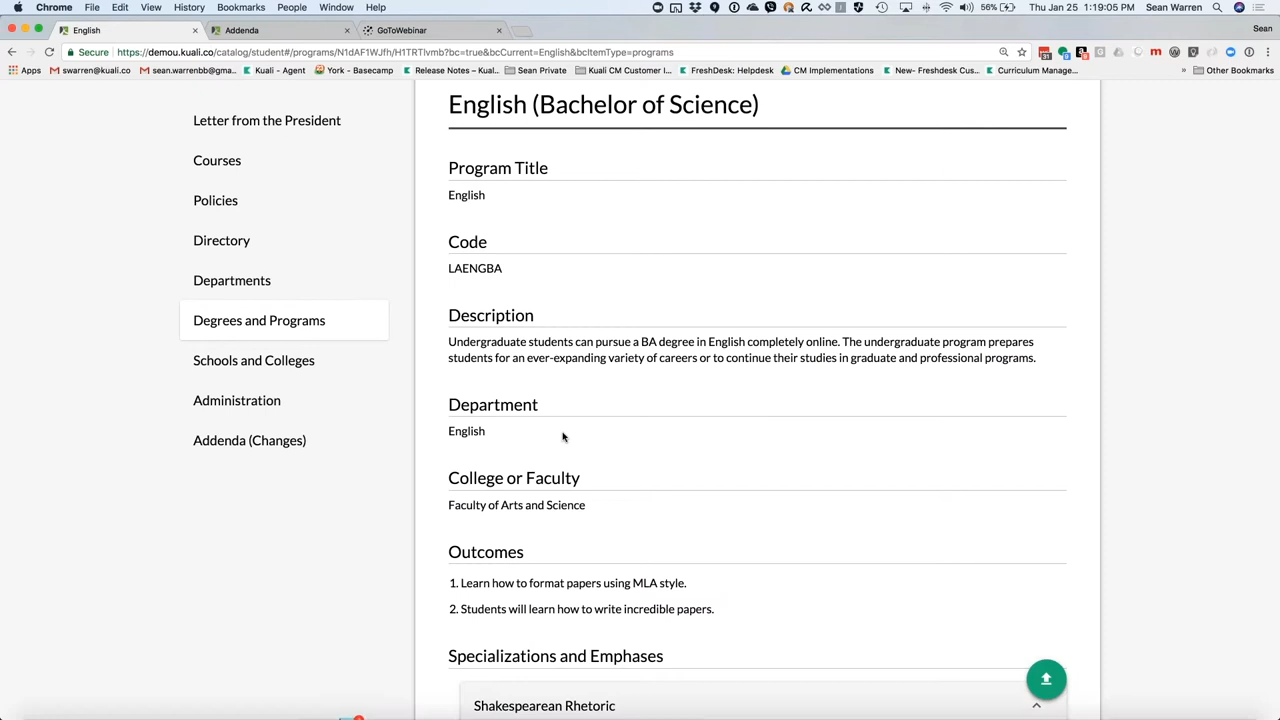 Chrome File Edit View History Bookmarks People Window Help 56% Thu Jan 25 1:19:05 PM Sean Warren
English Addenda GoToWebinar Sean
Secure https://demou.kuali.co/catalog/student#/programs/N1dAF1WJfh/H1TRTlvmb?bc=true&bcCurrent=English&bcItemType=programs
Apps swarren@kuali.co sean.warrenbb@gma.. Kuali - Agent York - Basecamp Release Notes – Kual.. Sean Private Kuali CM Customer I... FreshDesk: Helpdesk CM Implementations New- Freshdesk Cus... Curriculum Manage... » Other Bookmarks
Letter from the President
Courses
Policies
Directory
Departments
Degrees and Programs
Schools and Colleges
Administration
Addenda (Changes)
English (Bachelor of Science)
Program Title
English
Code
LAENGBA
Description
Undergraduate students can pursue a BA degree in English completely online. The undergraduate program prepares
students for an ever-expanding variety of careers or to continue their studies in graduate and professional programs.
Department
English
College or Faculty
Faculty of Arts and Science
Outcomes
1. Learn how to format papers using MLA style.
2. Students will learn how to write incredible papers.
Specializations and Emphases
Shakespearean Rhetoric